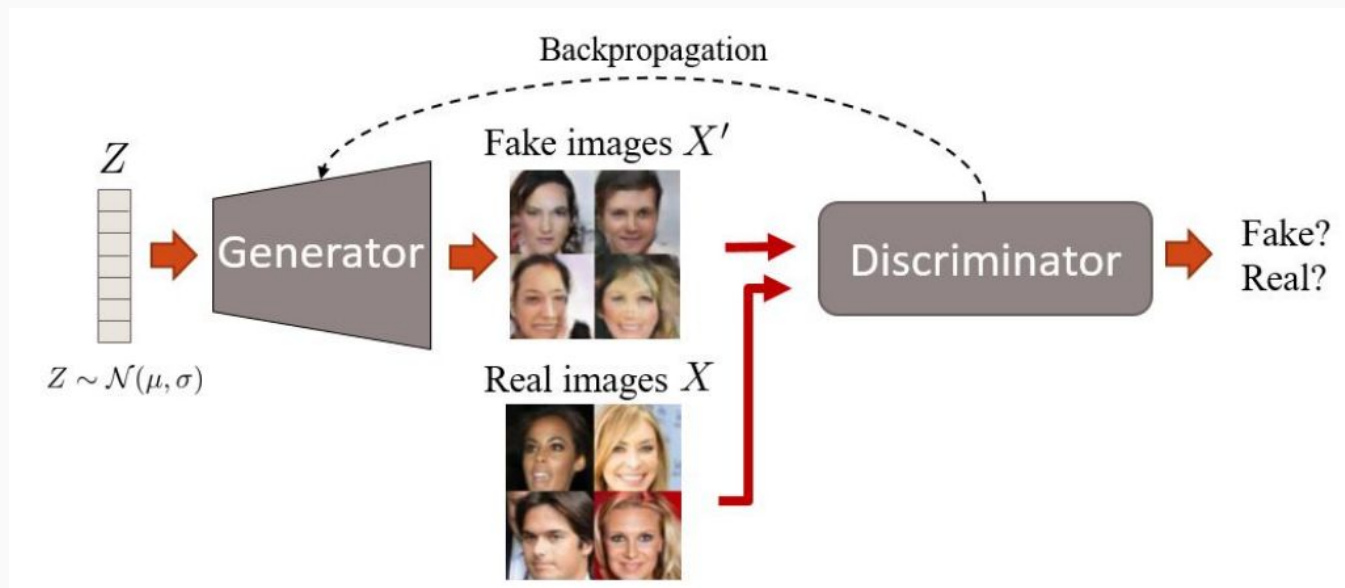 Backpropagation
Z
Fake images X′
Generator
Discriminator
Fake?
Real?
Z ∼ N(μ, σ)
Real images X